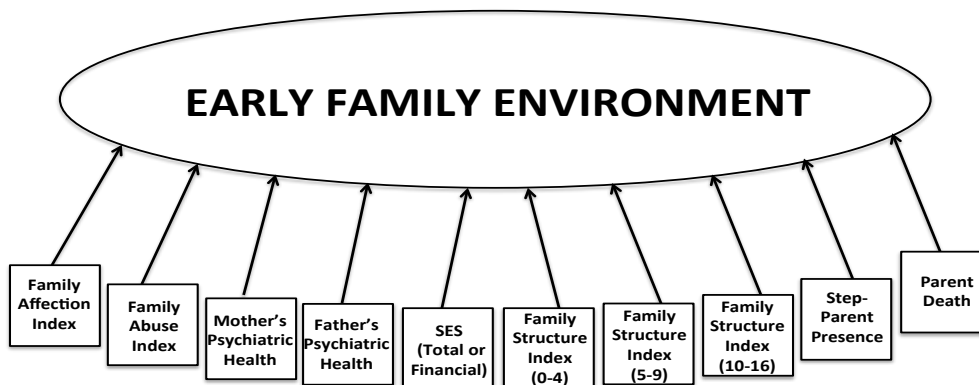 EARLY FAMILY ENVIRONMENT
Family
Affection
Index
Family
Abuse
Index
Mother's
Psychiatric
Health
Father's
Psychiatric
Health
SES
(Total or
Financial)
Family
Structure
Index
(0-4)
Family
Structure
Index
(5-9)
Family
Structure
Index
(10-16)
Step-
Parent
Presence
Parent
Death